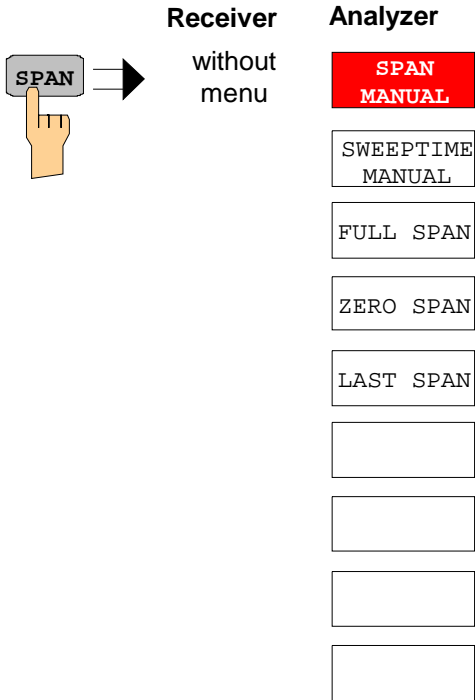 Receiver Analyzer
SPAN
without
menu
SPAN
MANUAL
SWEEPTIME
MANUAL
FULL SPAN
ZERO SPAN
LAST SPAN